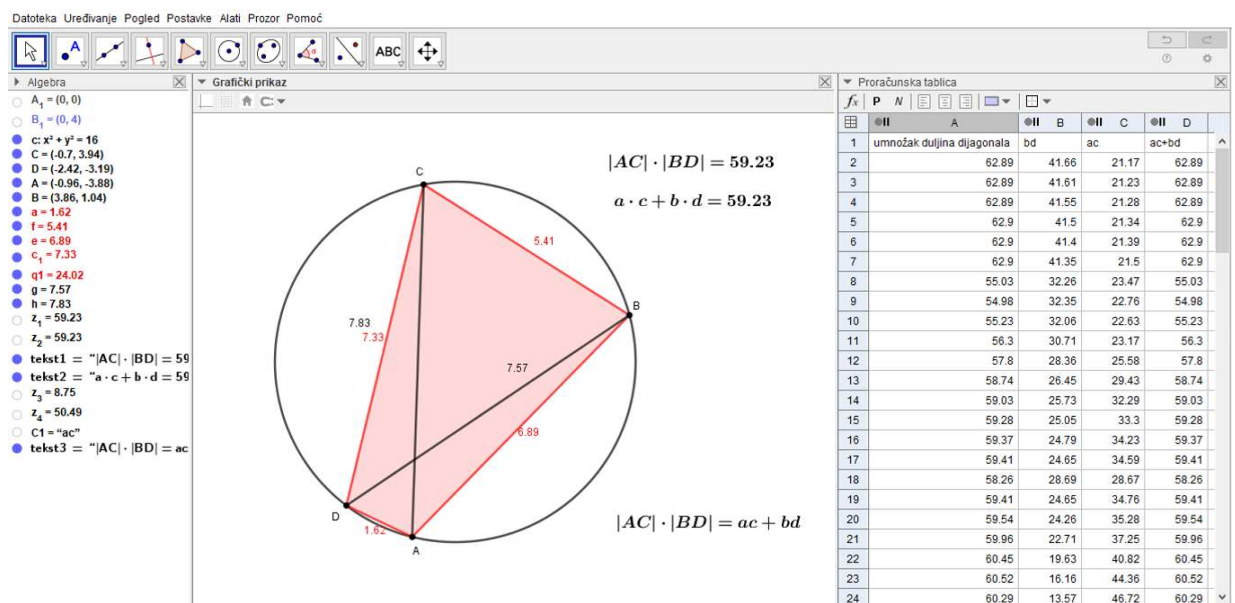 Datoteka Uređivanje Pogled Postavke Alati Prozor Pomoć
A
α
ABC
Algebra
A₁ = (0, 0)
B₁ = (0, 4)
c: x² + y² = 16
C = (-0.7, 3.94)
D = (-2.42, -3.19)
A = (-0.96, -3.88)
B = (3.86, 1.04)
a = 1.62
f = 5.41
e = 6.89
c₁ = 7.33
q1 = 24.02
g = 7.57
h = 7.83
z₁ = 59.23
z₂ = 59.23
tekst1 = “|AC| · |BD| = 59
tekst2 = “a · c + b · d = 59
z₃ = 8.75
z₄ = 50.49
C1 = “ac”
tekst3 = “|AC| · |BD| = ac
Grafički prikaz
|AC| · |BD| = 59.23
a · c + b · d = 59.23
C
5.41
B
7.83
7.33
7.57
6.89
D
1.62
A
|AC| · |BD| = ac + bd
Proračunska tablica
fx P N
A B C D
1 umnožak duljina dijagonala bd ac ac+bd
2 62.89 41.66 21.17 62.89
3 62.89 41.61 21.23 62.89
4 62.89 41.55 21.28 62.89
5 62.9 41.5 21.34 62.9
6 62.9 41.4 21.39 62.9
7 62.9 41.35 21.5 62.9
8 55.03 32.26 23.47 55.03
9 54.98 32.35 22.76 54.98
10 55.23 32.06 22.63 55.23
11 56.3 30.71 23.17 56.3
12 57.8 28.36 25.58 57.8
13 58.74 26.45 29.43 58.74
14 59.03 25.73 32.29 59.03
15 59.28 25.05 33.3 59.28
16 59.37 24.79 34.23 59.37
17 59.41 24.65 34.59 59.41
18 58.26 28.69 28.67 58.26
19 59.41 24.65 34.76 59.41
20 59.54 24.26 35.28 59.54
21 59.96 22.71 37.25 59.96
22 60.45 19.63 40.82 60.45
23 60.52 16.16 44.36 60.52
24 60.29 13.57 46.72 60.29